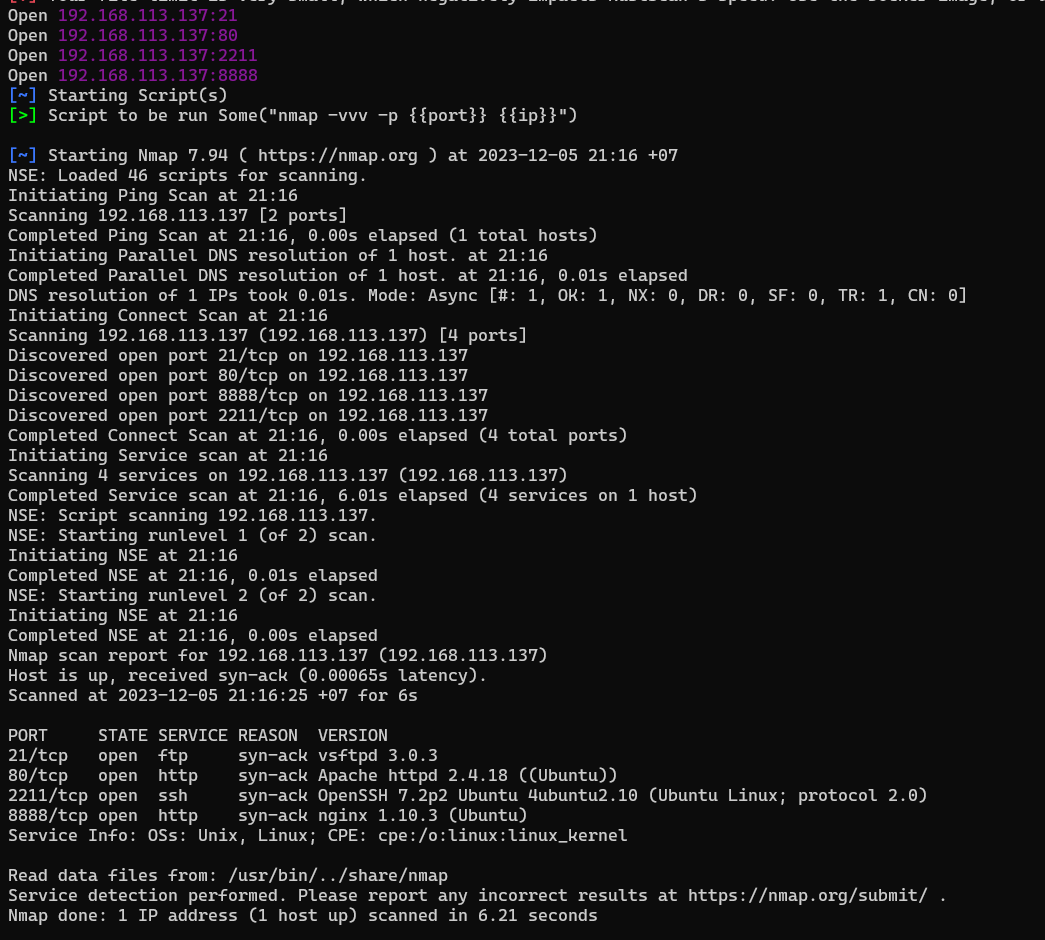 Open 192.168.113.137:21
Open 192.168.113.137:80
Open 192.168.113.137:2211
Open 192.168.113.137:8888
[~] Starting Script(s)
[>] Script to be run Some("nmap -vvv -p {{port}} {{ip}}")
[~] Starting Nmap 7.94 ( https://nmap.org ) at 2023-12-05 21:16 +07
NSE: Loaded 46 scripts for scanning.
Initiating Ping Scan at 21:16
Scanning 192.168.113.137 [2 ports]
Completed Ping Scan at 21:16, 0.00s elapsed (1 total hosts)
Initiating Parallel DNS resolution of 1 host. at 21:16
Completed Parallel DNS resolution of 1 host. at 21:16, 0.01s elapsed
DNS resolution of 1 IPs took 0.01s. Mode: Async [#: 1, OK: 1, NX: 0, DR: 0, SF: 0, TR: 1, CN: 0]
Initiating Connect Scan at 21:16
Scanning 192.168.113.137 (192.168.113.137) [4 ports]
Discovered open port 21/tcp on 192.168.113.137
Discovered open port 80/tcp on 192.168.113.137
Discovered open port 8888/tcp on 192.168.113.137
Discovered open port 2211/tcp on 192.168.113.137
Completed Connect Scan at 21:16, 0.00s elapsed (4 total ports)
Initiating Service scan at 21:16
Scanning 4 services on 192.168.113.137 (192.168.113.137)
Completed Service scan at 21:16, 6.01s elapsed (4 services on 1 host)
NSE: Script scanning 192.168.113.137.
NSE: Starting runlevel 1 (of 2) scan.
Initiating NSE at 21:16
Completed NSE at 21:16, 0.01s elapsed
NSE: Starting runlevel 2 (of 2) scan.
Initiating NSE at 21:16
Completed NSE at 21:16, 0.00s elapsed
Nmap scan report for 192.168.113.137 (192.168.113.137)
Host is up, received syn-ack (0.00065s latency).
Scanned at 2023-12-05 21:16:25 +07 for 6s
PORT     STATE SERVICE REASON  VERSION
21/tcp   open  ftp     syn-ack vsftpd 3.0.3
80/tcp   open  http    syn-ack Apache httpd 2.4.18 ((Ubuntu))
2211/tcp open  ssh     syn-ack OpenSSH 7.2p2 Ubuntu 4ubuntu2.10 (Ubuntu Linux; protocol 2.0)
8888/tcp open  http    syn-ack nginx 1.10.3 (Ubuntu)
Service Info: OSs: Unix, Linux; CPE: cpe:/o:linux:linux_kernel
Read data files from: /usr/bin/../share/nmap
Service detection performed. Please report any incorrect results at https://nmap.org/submit/ .
Nmap done: 1 IP address (1 host up) scanned in 6.21 seconds